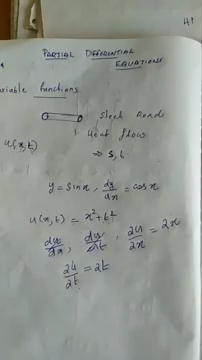 PARTIAL DIFFERENTIAL
EQUATIONS
ariable functions
Steel Rods
Heat flow
u(x,t)
⇒ s, t
y = sin x, dy/dx = cos x
u(x,t) = x² + t²
du/dx, du/dt, ∂u/∂x = 2x
∂u/∂t = 2t